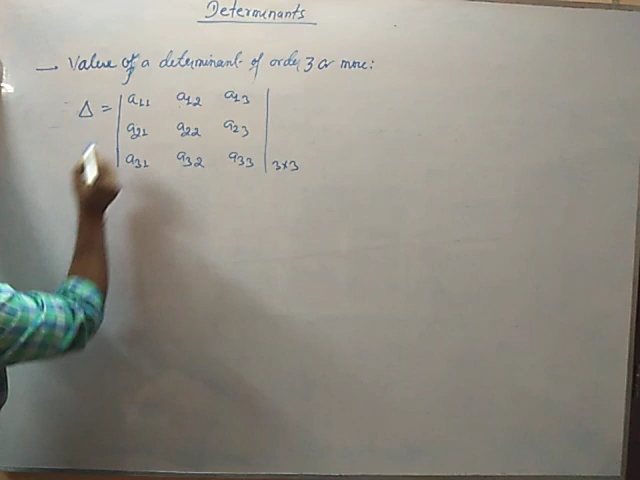 Determinants
— Value of a determinant of order 3 or more:
Δ = | a11 a12 a13 |
| a21 a22 a23 |
| a31 a32 a33 | 3x3